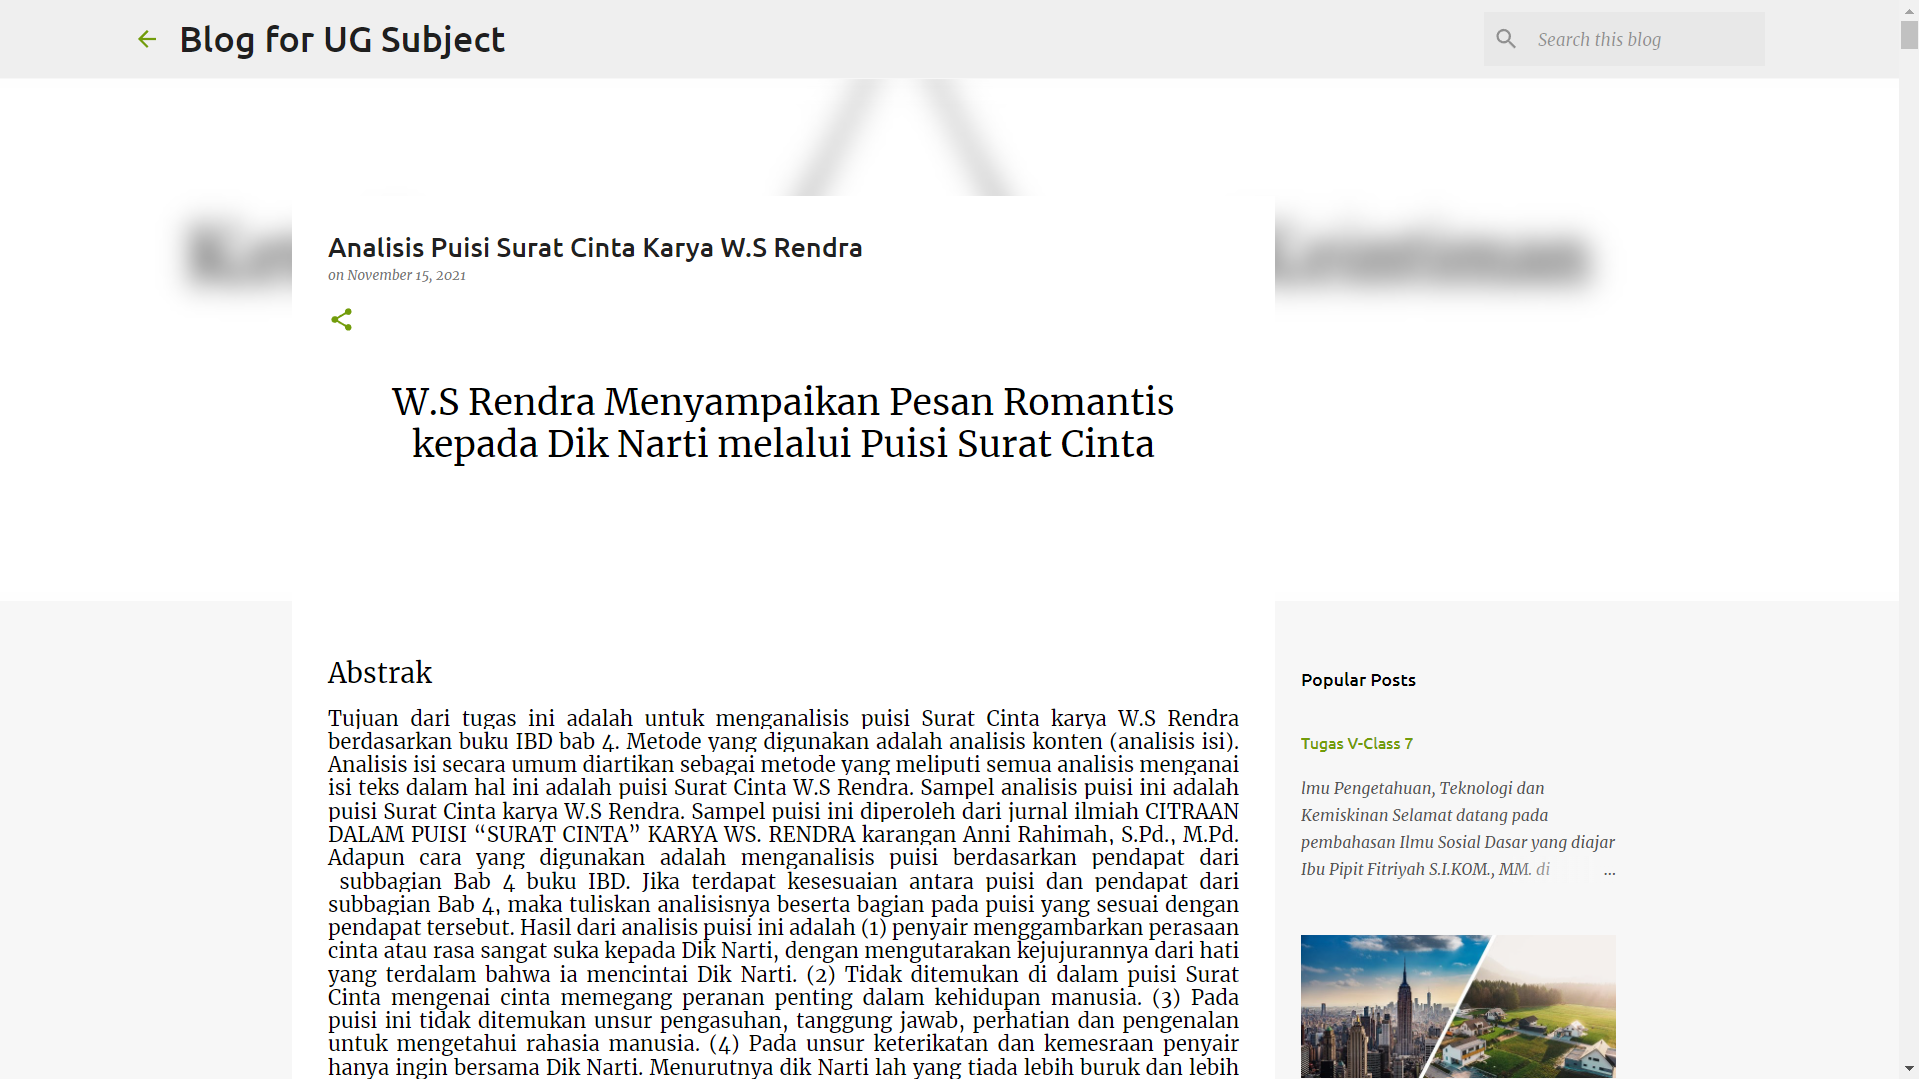 Blog for UG Subject
Search this blog
Analisis Puisi Surat Cinta Karya W.S Rendra
on November 15, 2021
W.S Rendra Menyampaikan Pesan Romantis
kepada Dik Narti melalui Puisi Surat Cinta
Abstrak
Tujuan dari tugas ini adalah untuk menganalisis puisi Surat Cinta karya W.S Rendra
berdasarkan buku IBD bab 4. Metode yang digunakan adalah analisis konten (analisis isi).
Analisis isi secara umum diartikan sebagai metode yang meliputi semua analisis menganai
isi teks dalam hal ini adalah puisi Surat Cinta W.S Rendra. Sampel analisis puisi ini adalah
puisi Surat Cinta karya W.S Rendra. Sampel puisi ini diperoleh dari jurnal ilmiah CITRAAN
DALAM PUISI “SURAT CINTA” KARYA WS. RENDRA karangan Anni Rahimah, S.Pd., M.Pd.
Adapun cara yang digunakan adalah menganalisis puisi berdasarkan pendapat dari
subbagian Bab 4 buku IBD. Jika terdapat kesesuaian antara puisi dan pendapat dari
subbagian Bab 4, maka tuliskan analisisnya beserta bagian pada puisi yang sesuai dengan
pendapat tersebut. Hasil dari analisis puisi ini adalah (1) penyair menggambarkan perasaan
cinta atau rasa sangat suka kepada Dik Narti, dengan mengutarakan kejujurannya dari hati
yang terdalam bahwa ia mencintai Dik Narti. (2) Tidak ditemukan di dalam puisi Surat
Cinta mengenai cinta memegang peranan penting dalam kehidupan manusia. (3) Pada
puisi ini tidak ditemukan unsur pengasuhan, tanggung jawab, perhatian dan pengenalan
untuk mengetahui rahasia manusia. (4) Pada unsur keterikatan dan kemesraan penyair
hanya ingin bersama Dik Narti. Menurutnya dik Narti lah yang tiada lebih buruk dan lebih
Popular Posts
Tugas V-Class 7
lmu Pengetahuan, Teknologi dan
Kemiskinan Selamat datang pada
pembahasan Ilmu Sosial Dasar yang diajar
Ibu Pipit Fitriyah S.I.KOM., MM. di ...